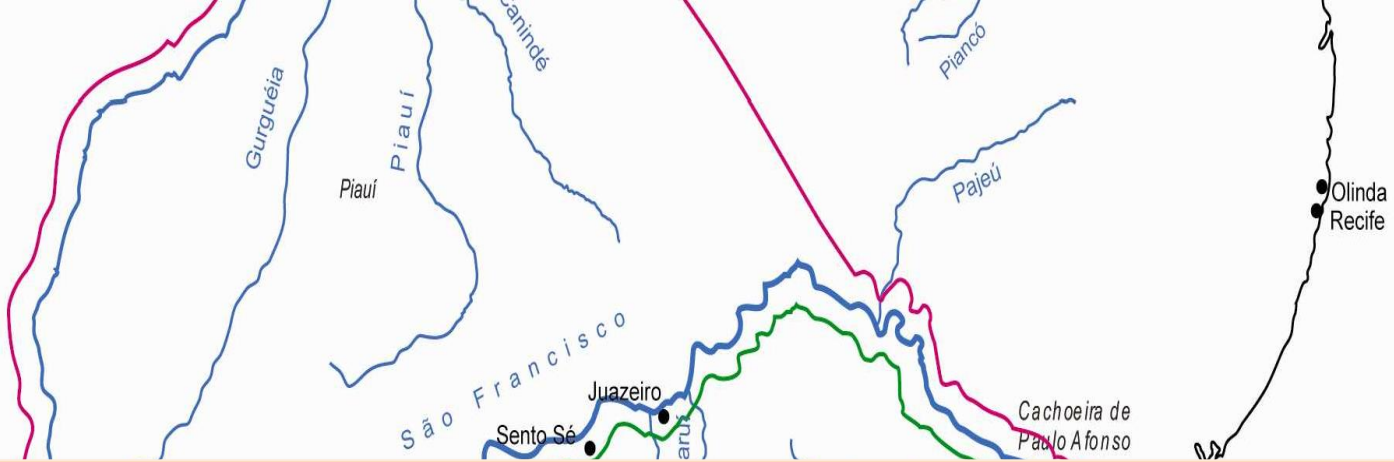 Canindé
Piancó
Gurguéia
Piauí
Piauí
Pajeú
Olinda
Recife
São Francisco
Juazeiro
Sento Sé
Cachoeira de
Paulo Afonso